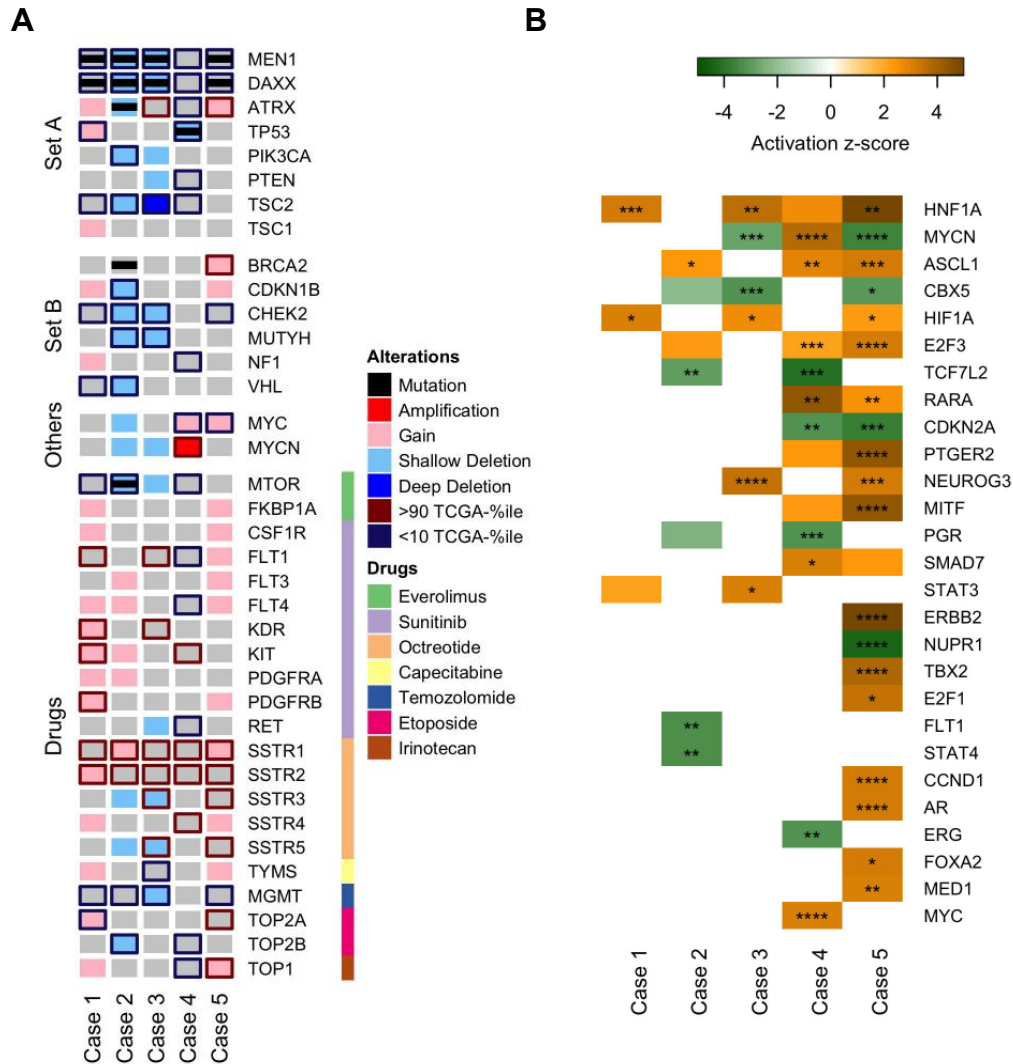 A
Set A
MEN1
DAXX
ATRX
TP53
PIK3CA
PTEN
TSC2
TSC1
Set B
BRCA2
CDKN1B
CHEK2
MUTYH
NF1
VHL
Others
MYC
MYCN
Drugs
MTOR
FKBP1A
CSF1R
FLT1
FLT3
FLT4
KDR
KIT
PDGFRA
PDGFRB
RET
SSTR1
SSTR2
SSTR3
SSTR4
SSTR5
TYMS
MGMT
TOP2A
TOP2B
TOP1
Case 1
Case 2
Case 3
Case 4
Case 5
Alterations
Mutation
Amplification
Gain
Shallow Deletion
Deep Deletion
>90 TCGA-%ile
<10 TCGA-%ile
Drugs
Everolimus
Sunitinib
Octreotide
Capecitabine
Temozolomide
Etoposide
Irinotecan
B
-4 -2 0 2 4
Activation z-score
*** ** ** HNF1A
*** **** **** MYCN
* ** *** ASCL1
*** * CBX5
* * * HIF1A
*** **** E2F3
** *** TCF7L2
** ** RARA
** *** CDKN2A
**** PTGER2
**** *** NEUROG3
**** MITF
*** PGR
* SMAD7
* STAT3
**** ERBB2
**** NUPR1
**** TBX2
* E2F1
** FLT1
** STAT4
**** CCND1
**** AR
** ERG
* FOXA2
** MED1
**** MYC
Case 1
Case 2
Case 3
Case 4
Case 5